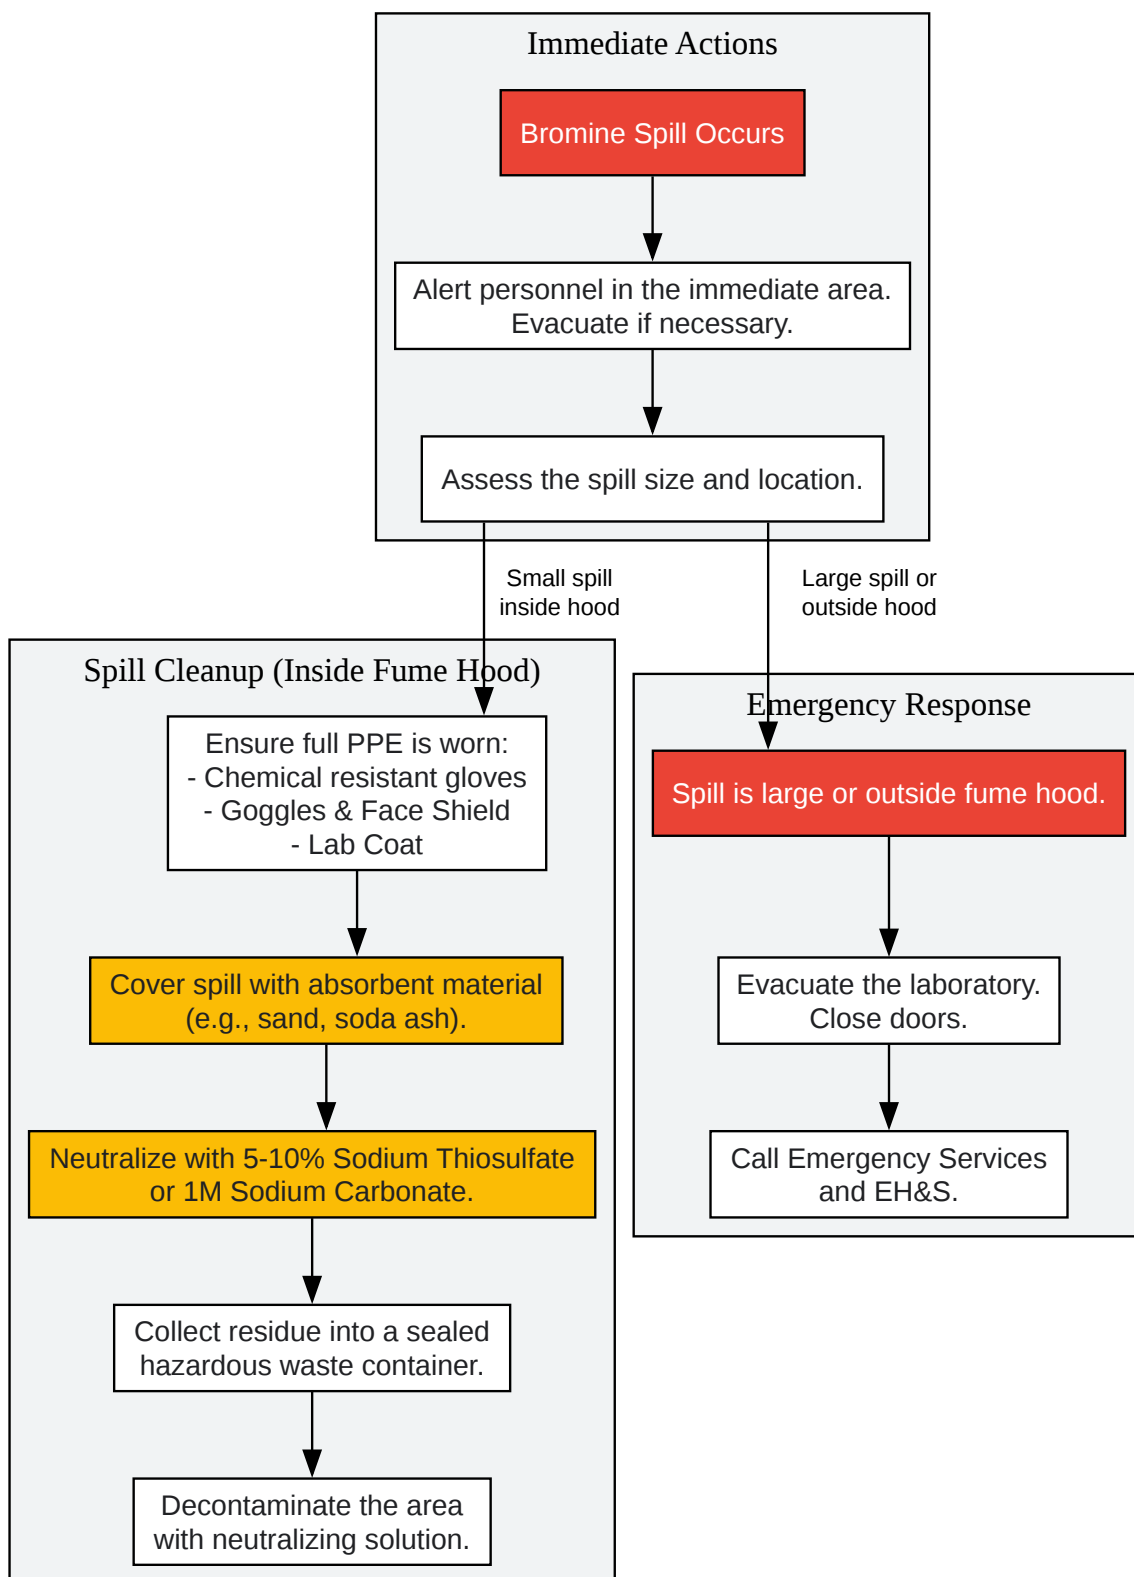 Immediate Actions
Bromine Spill Occurs
Alert personnel in the immediate area.
Evacuate if necessary.
Assess the spill size and location.
Small spill
inside hood
Large spill or
outside hood
Spill Cleanup (Inside Fume Hood)
Ensure full PPE is worn:
- Chemical resistant gloves
- Goggles & Face Shield
- Lab Coat
Cover spill with absorbent material
(e.g., sand, soda ash).
Neutralize with 5-10% Sodium Thiosulfate
or 1M Sodium Carbonate.
Collect residue into a sealed
hazardous waste container.
Decontaminate the area
with neutralizing solution.
Emergency Response
Spill is large or outside fume hood.
Evacuate the laboratory.
Close doors.
Call Emergency Services
and EH&S.